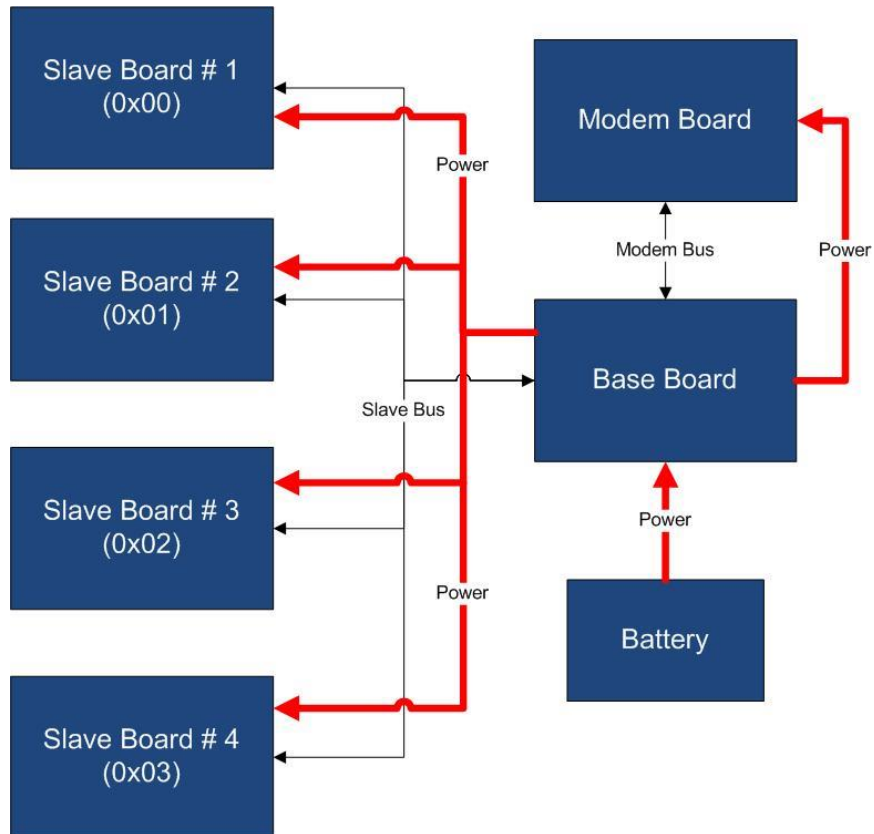 Slave Board # 1
(0x00)
Modem Board
Power
Slave Board # 2
(0x01)
Modem Bus
Power
Base Board
Slave Bus
Slave Board # 3
(0x02)
Power
Power
Battery
Slave Board # 4
(0x03)